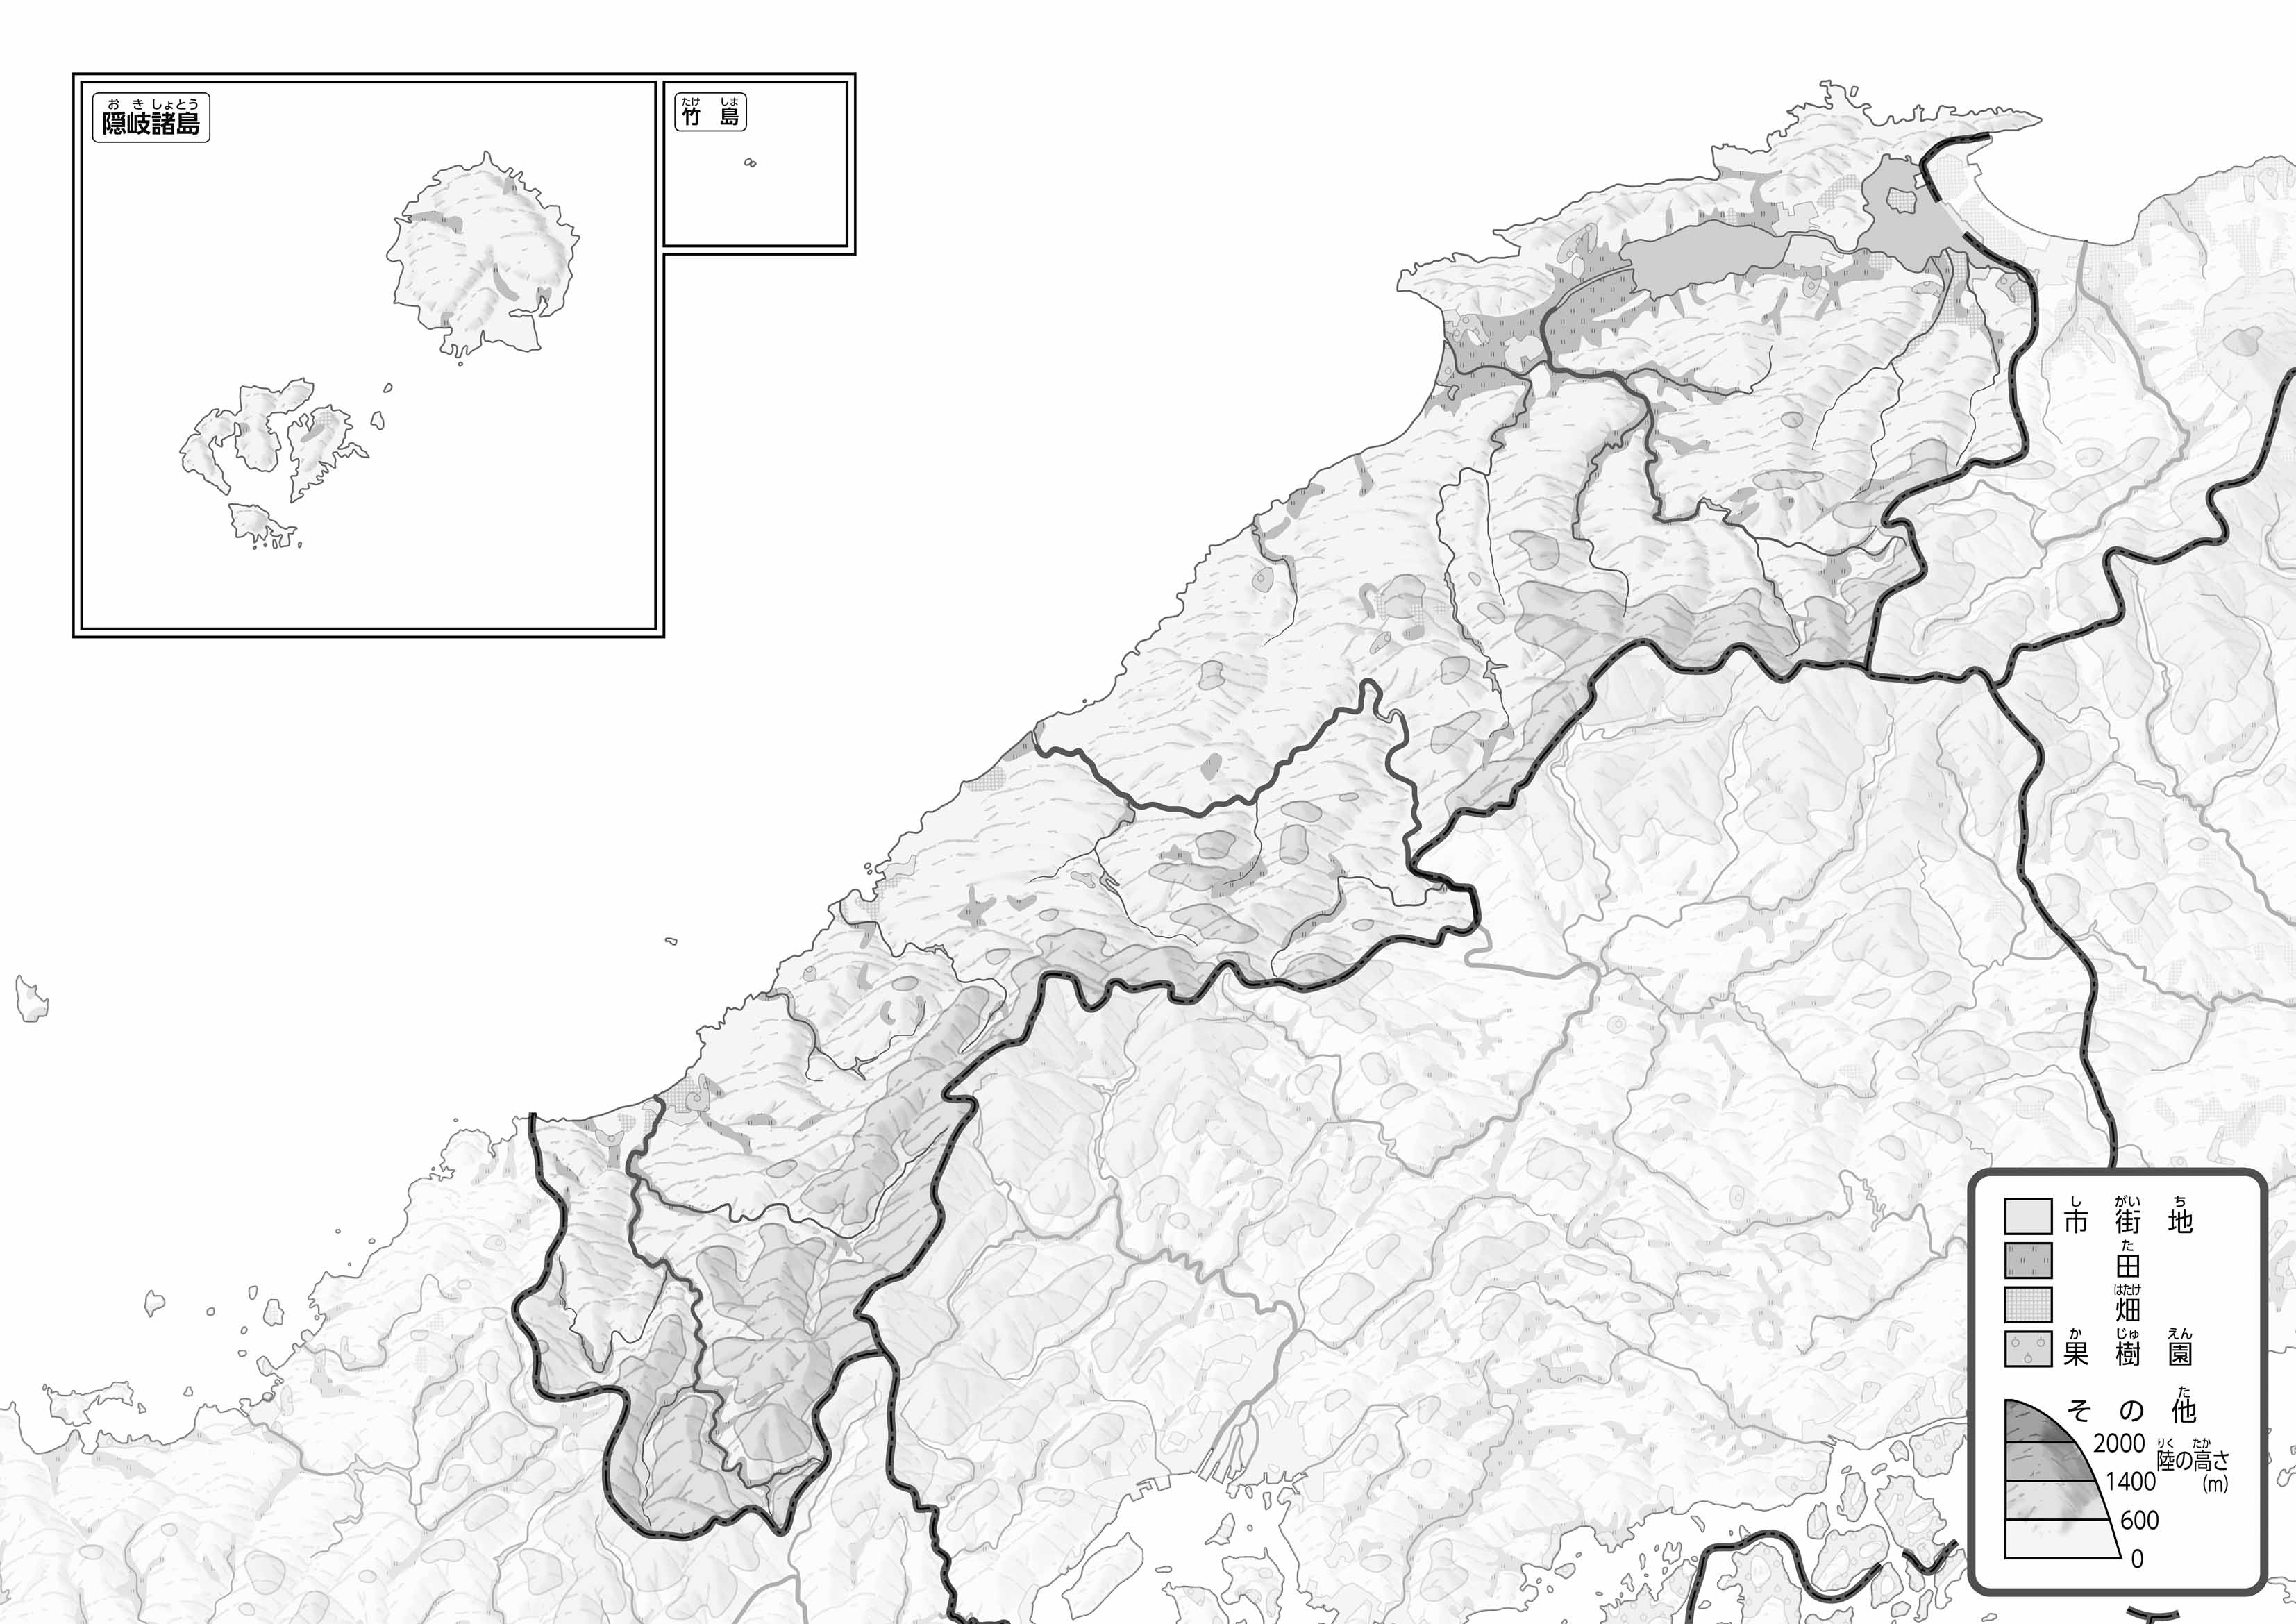 おきしょとう
隠岐諸島
たけ しま
竹島
し がい ち
市街地
た
田
はたけ
畑
か じゅ えん
果樹園
た
その他
2000
りく たか
陸の高さ
1400
(m)
600
0